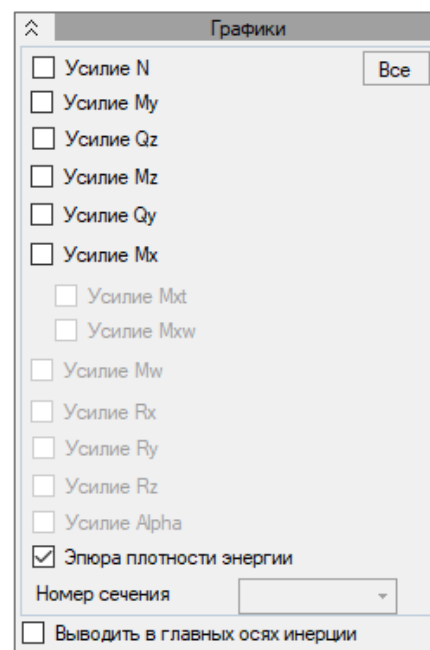 Графики
Усилие N
Все
Усилие My
Усилие Qz
Усилие Mz
Усилие Qy
Усилие Mx
Усилие Mxt
Усилие Mxw
Усилие Mw
Усилие Rx
Усилие Ry
Усилие Rz
Усилие Alpha
Эпюра плотности энергии
Номер сечения
Выводить в главных осях инерции